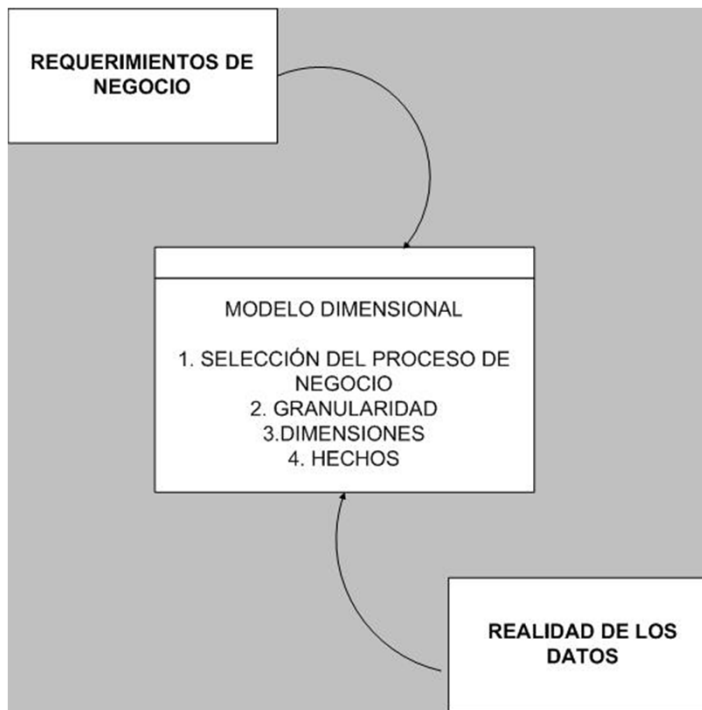 REQUERIMIENTOS DE
NEGOCIO
MODELO DIMENSIONAL
1. SELECCIÓN DEL PROCESO DE
NEGOCIO
2. GRANULARIDAD
3.DIMENSIONES
4. HECHOS
REALIDAD DE LOS
DATOS